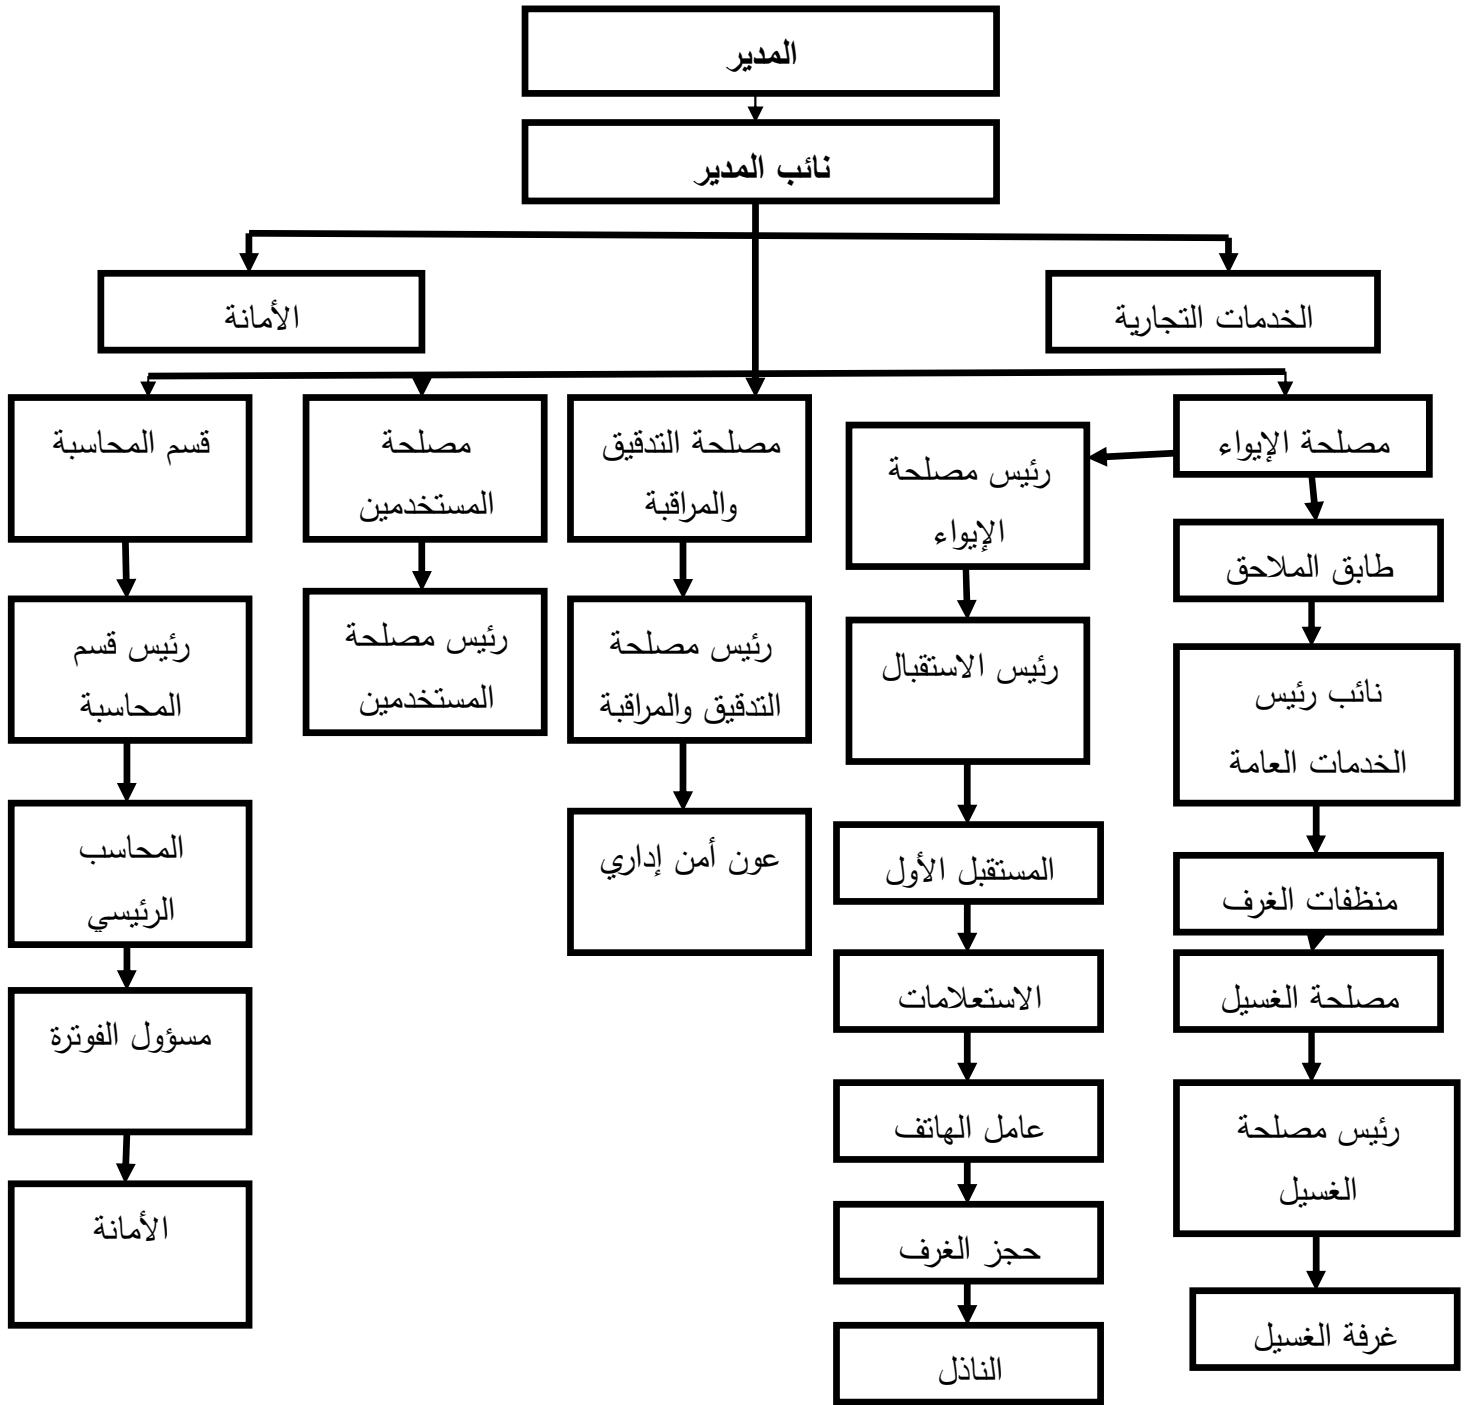 المدير
نائب المدير
الخدمات التجارية
الأمانة
مصلحة الإيواء
مصلحة التدقيق
والمراقبة
مصلحة
المستخدمين
قسم المحاسبة
رئيس مصلحة
الإيواء
طابق الملاحق
رئيس الاستقبال
رئيس مصلحة
التدقيق والمراقبة
رئيس مصلحة
المستخدمين
رئيس قسم
المحاسبة
نائب رئيس
الخدمات العامة
المستقبل الأول
عون أمن إداري
المحاسب
الرئيسي
منظفات الغرف
الاستعلامات
مصلحة الغسيل
مسؤول الفوترة
عامل الهاتف
رئيس مصلحة
الغسيل
حجز الغرف
الأمانة
غرفة الغسيل
الناذل